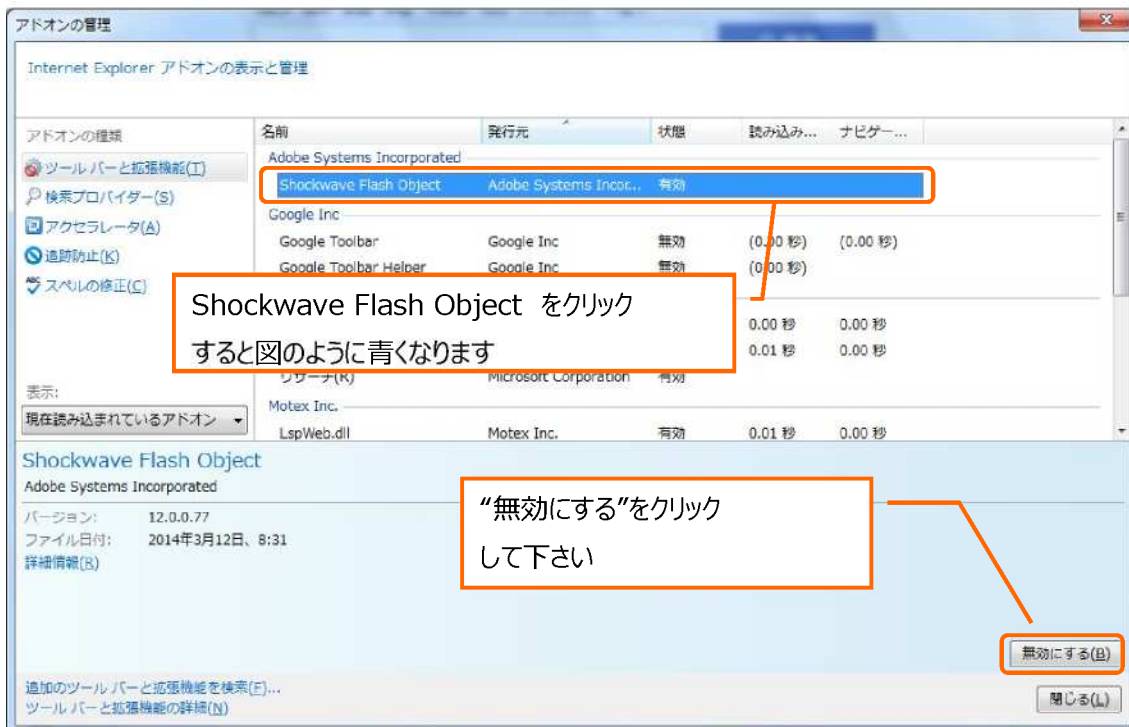 アドオンの管理
Internet Explorer アドオンの表示と管理
アドオンの種類
ツール バーと拡張機能(T)
検索プロバイダー(S)
アクセラレータ(A)
追跡防止(K)
スペルの修正(C)
表示:
現在読み込まれているアドオン
名前 発行元 状態 読み込み... ナビゲー...
Adobe Systems Incorporated
Shockwave Flash Object Adobe Systems Incor... 有効
Google Inc
Google Toolbar Google Inc 無効 (0.00 秒) (0.00 秒)
Google Toolbar Helper Google Inc 無効 (0.00 秒)
Shockwave Flash Object をクリック
すると図のように青くなります
0.00 秒 0.00 秒
0.01 秒 0.00 秒
リサーチ(R) Microsoft Corporation 有効
Motex Inc.
LspWeb.dll Motex Inc. 有効 0.01 秒 0.00 秒
Shockwave Flash Object
Adobe Systems Incorporated
バージョン: 12.0.0.77
ファイル日付: 2014年3月12日、8:31
詳細情報(R)
“無効にする”をクリック
して下さい
無効にする(B)
追加のツール バーと拡張機能を検索(F)...
ツール バーと拡張機能の詳細(N)
閉じる(L)